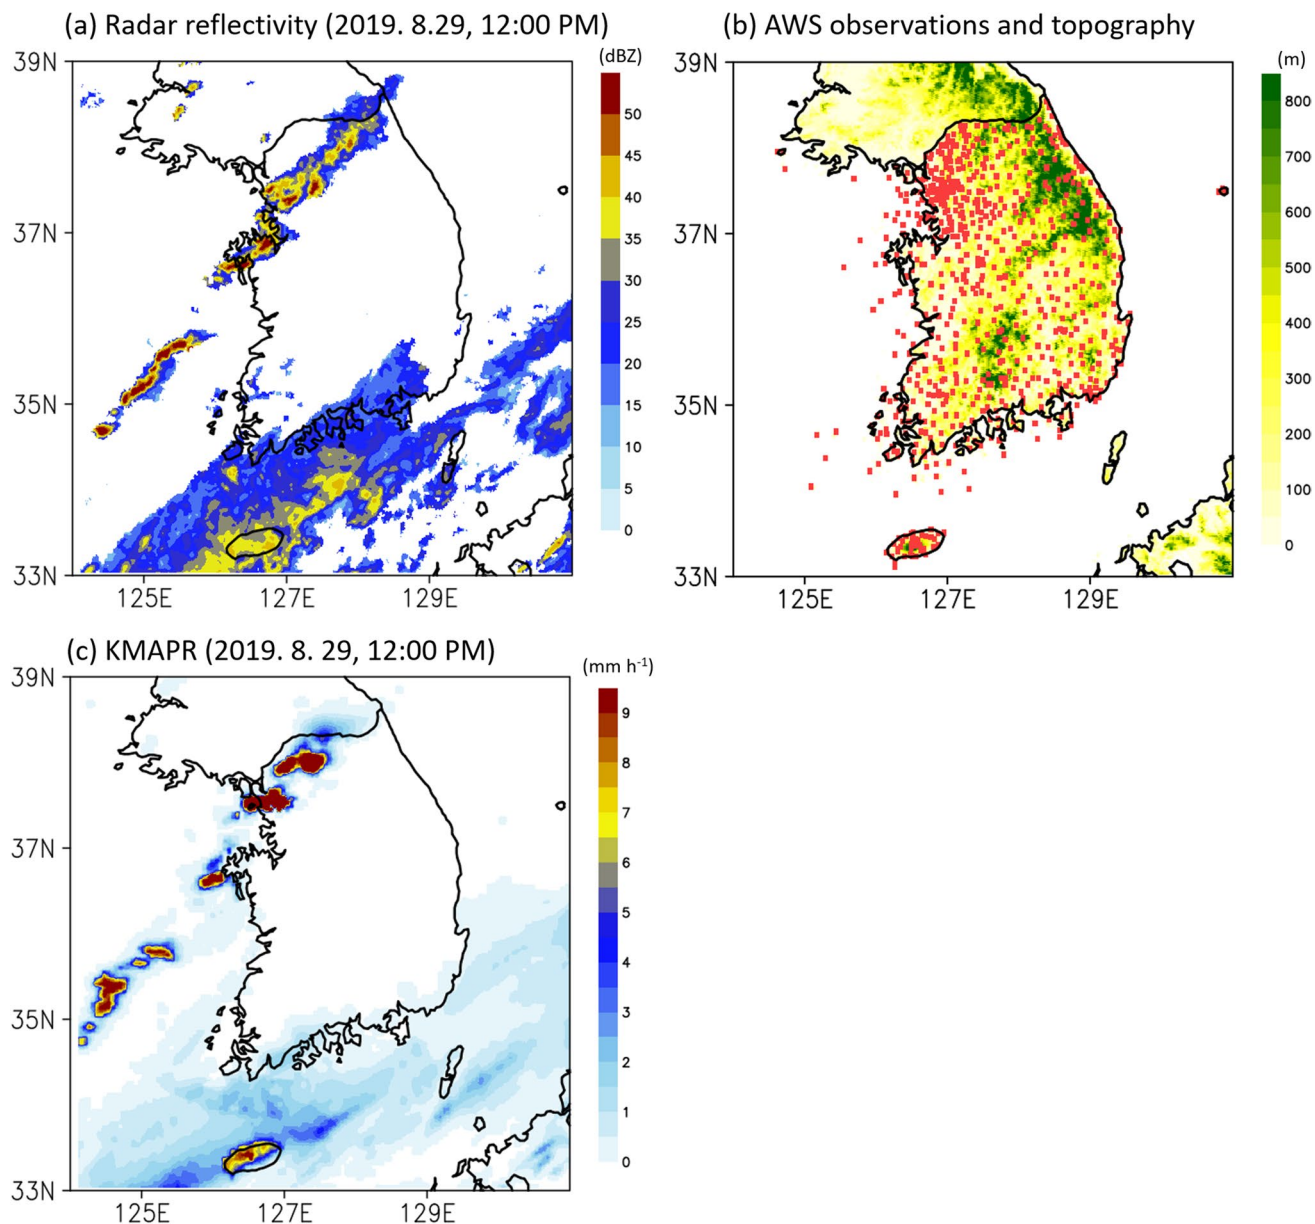 (a) Radar reflectivity (2019. 8.29, 12:00 PM)
(dBZ)
39N
37N
35N
33N
125E 127E 129E
50
45
40
35
30
25
20
15
10
5
0
(b) AWS observations and topography
(m)
39N
37N
35N
33N
125E 127E 129E
800
700
600
500
400
300
200
100
0
(c) KMAPR (2019. 8. 29, 12:00 PM)
(mm h-1)
39N
37N
35N
33N
125E 127E 129E
9
8
7
6
5
4
3
2
1
0